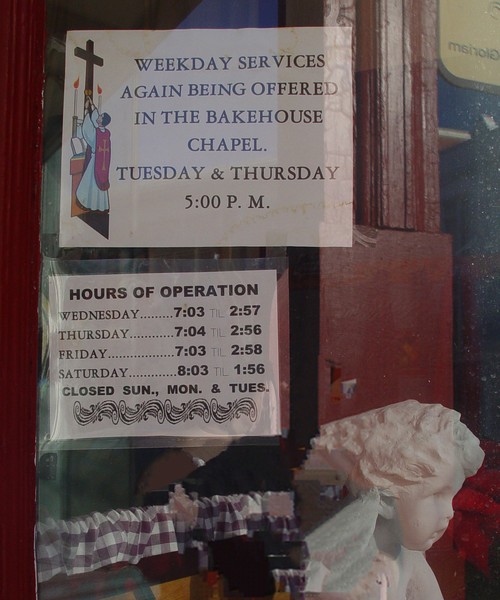 Gloriam
WEEKDAY SERVICES
AGAIN BEING OFFERED
IN THE BAKEHOUSE
CHAPEL.
TUESDAY & THURSDAY
5:00 P. M.
HOURS OF OPERATION
WEDNESDAY.........7:03 TIL 2:57
THURSDAY............7:04 TIL 2:56
FRIDAY.....................7:03 TIL 2:58
SATURDAY............8:03 TIL 1:56
CLOSED SUN., MON. & TUES.